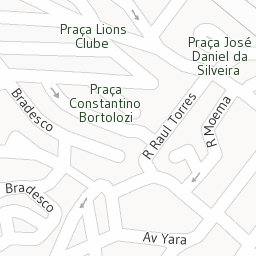 Praça Lions
Clube
Praça José
Daniel da
Silveira
Praça
Constantino
Bortolozi
Bradesco
R Raul Torres
R Moema
Bradesco
Av Yara